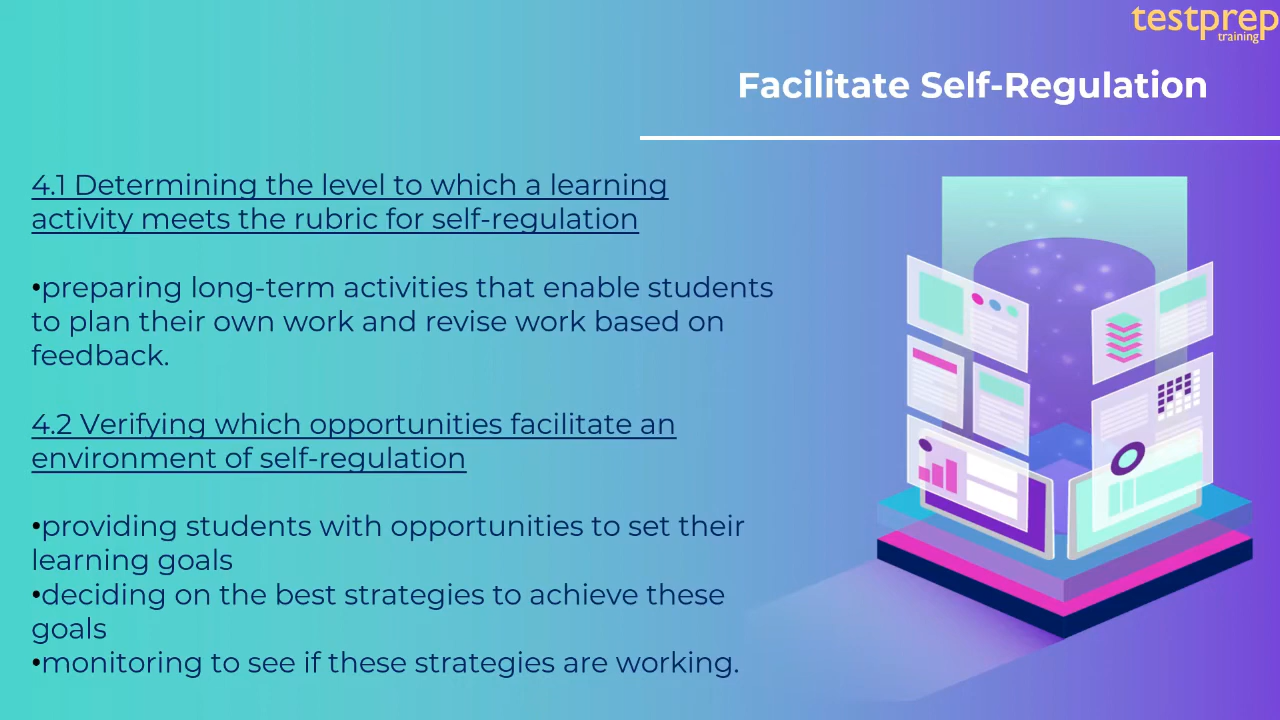 testprep
training
Facilitate Self-Regulation
4.1 Determining the level to which a learning
activity meets the rubric for self-regulation
•preparing long-term activities that enable students
to plan their own work and revise work based on
feedback.
4.2 Verifying which opportunities facilitate an
environment of self-regulation
•providing students with opportunities to set their
learning goals
•deciding on the best strategies to achieve these
goals
•monitoring to see if these strategies are working.